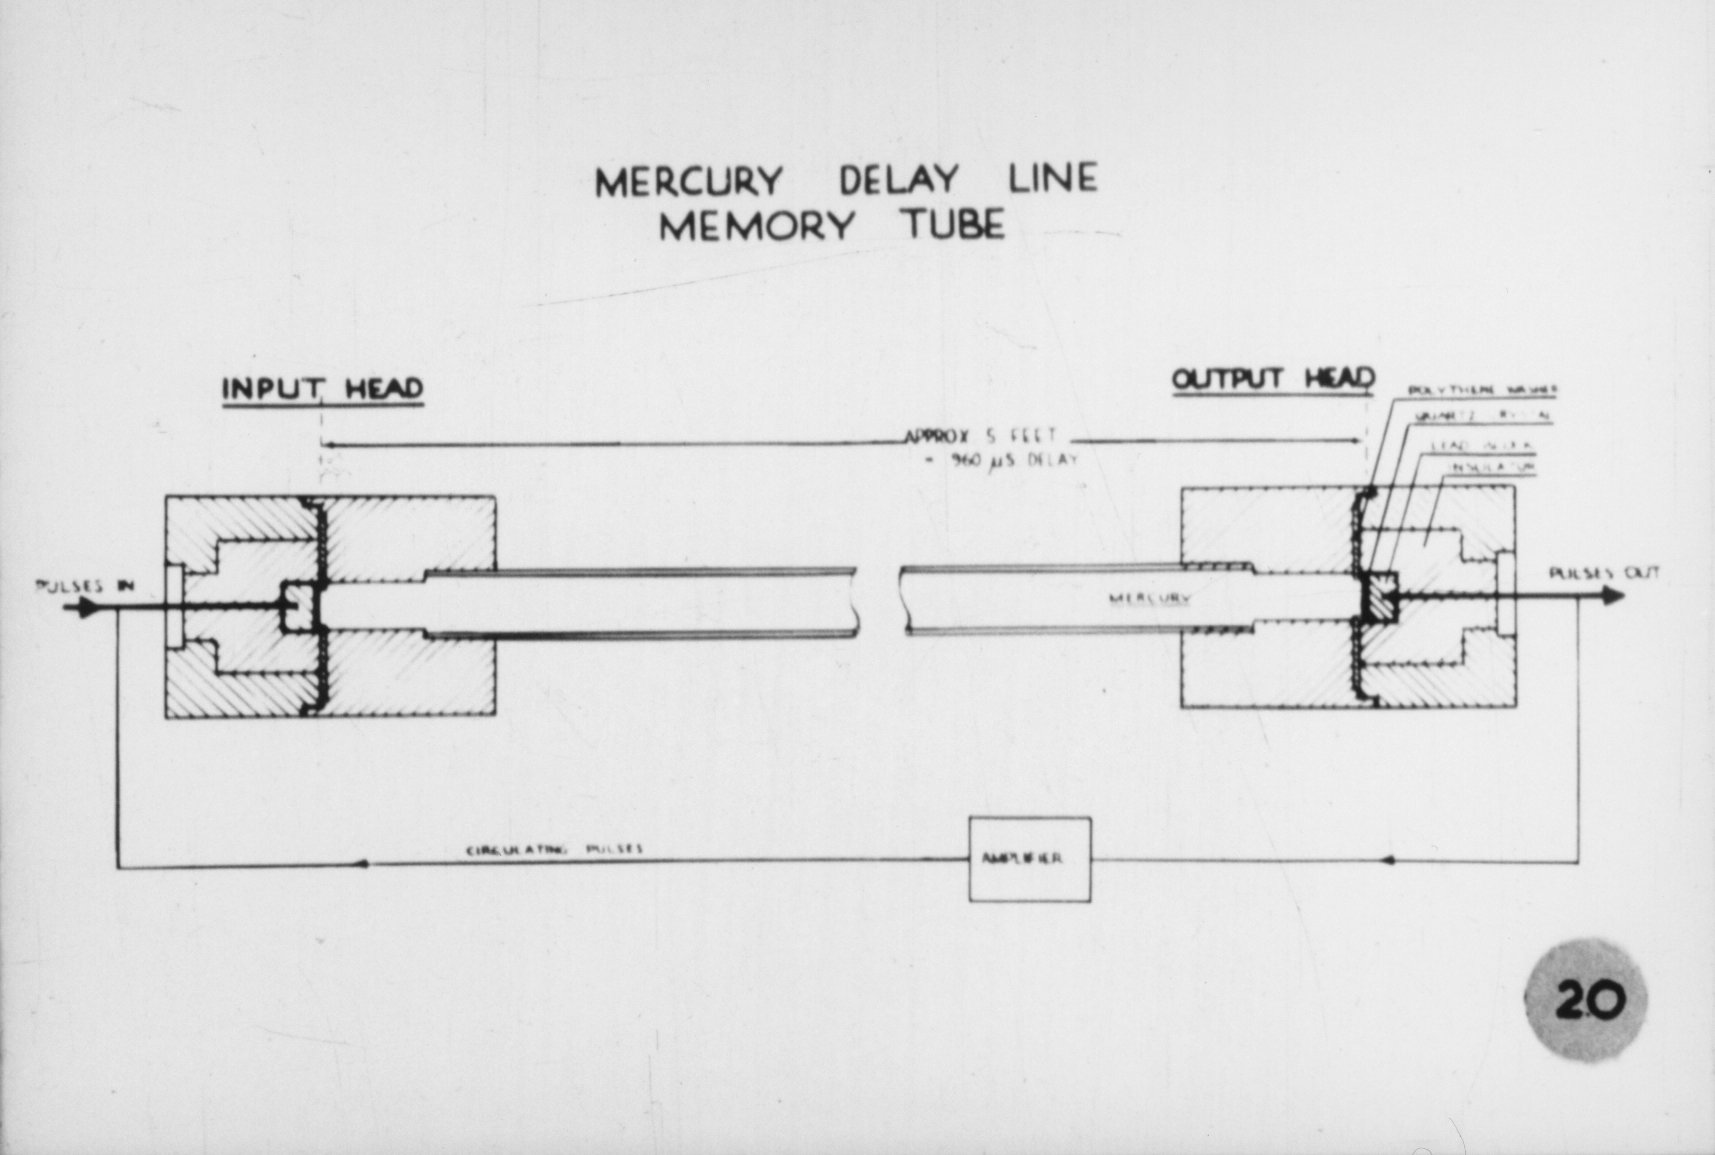 MERCURY DELAY LINE
MEMORY TUBE
INPUT HEAD
OUTPUT HEAD
POLYTHENE WASHER
QUARTZ CRYSTAL
LEAD BLOCK
INSULATOR
APPROX 5 FEET
= 960 µS DELAY
PULSES IN
PULSES OUT
MERCURY
CIRCULATING PULSES
AMPLIFIER
20